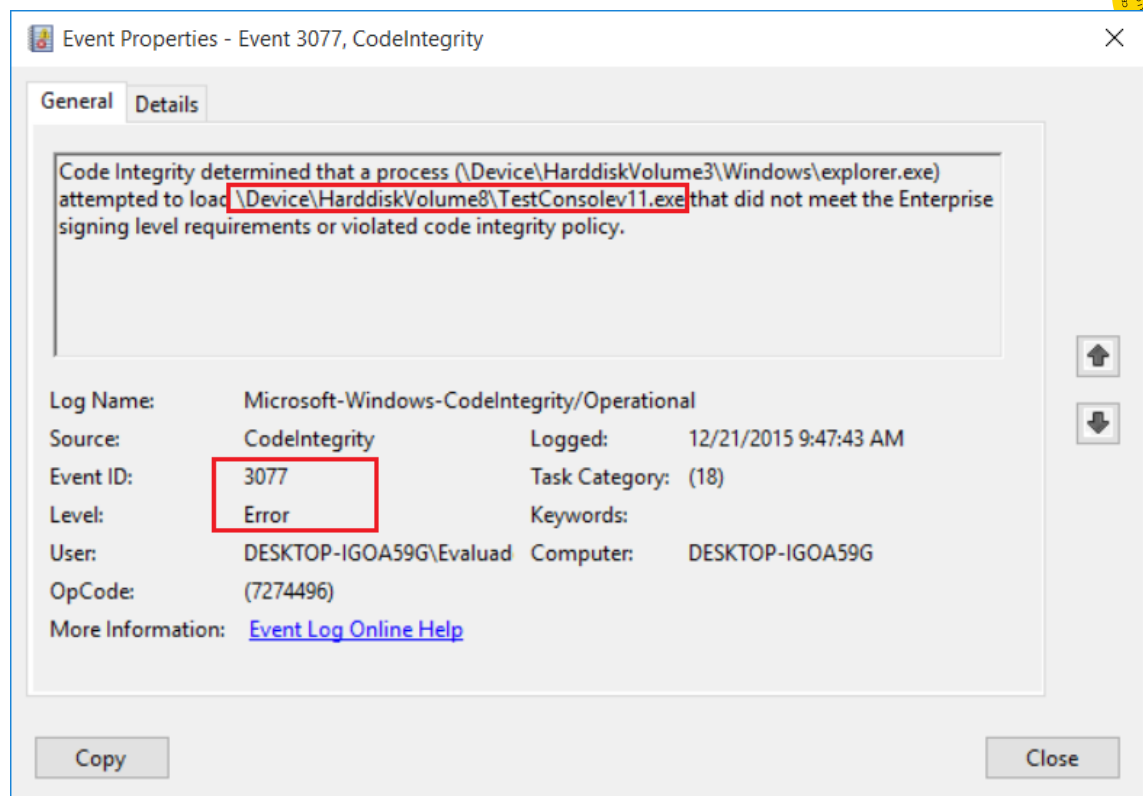 Event Properties - Event 3077, CodeIntegrity
General Details
Code Integrity determined that a process (\Device\HarddiskVolume3\Windows\explorer.exe)
attempted to load \Device\HarddiskVolume8\TestConsolev11.exe that did not meet the Enterprise
signing level requirements or violated code integrity policy.
Log Name: Microsoft-Windows-CodeIntegrity/Operational
Source: CodeIntegrity Logged: 12/21/2015 9:47:43 AM
Event ID: 3077 Task Category: (18)
Level: Error Keywords:
User: DESKTOP-IGOA59G\Evaluad Computer: DESKTOP-IGOA59G
OpCode: (7274496)
More Information: Event Log Online Help
Copy Close